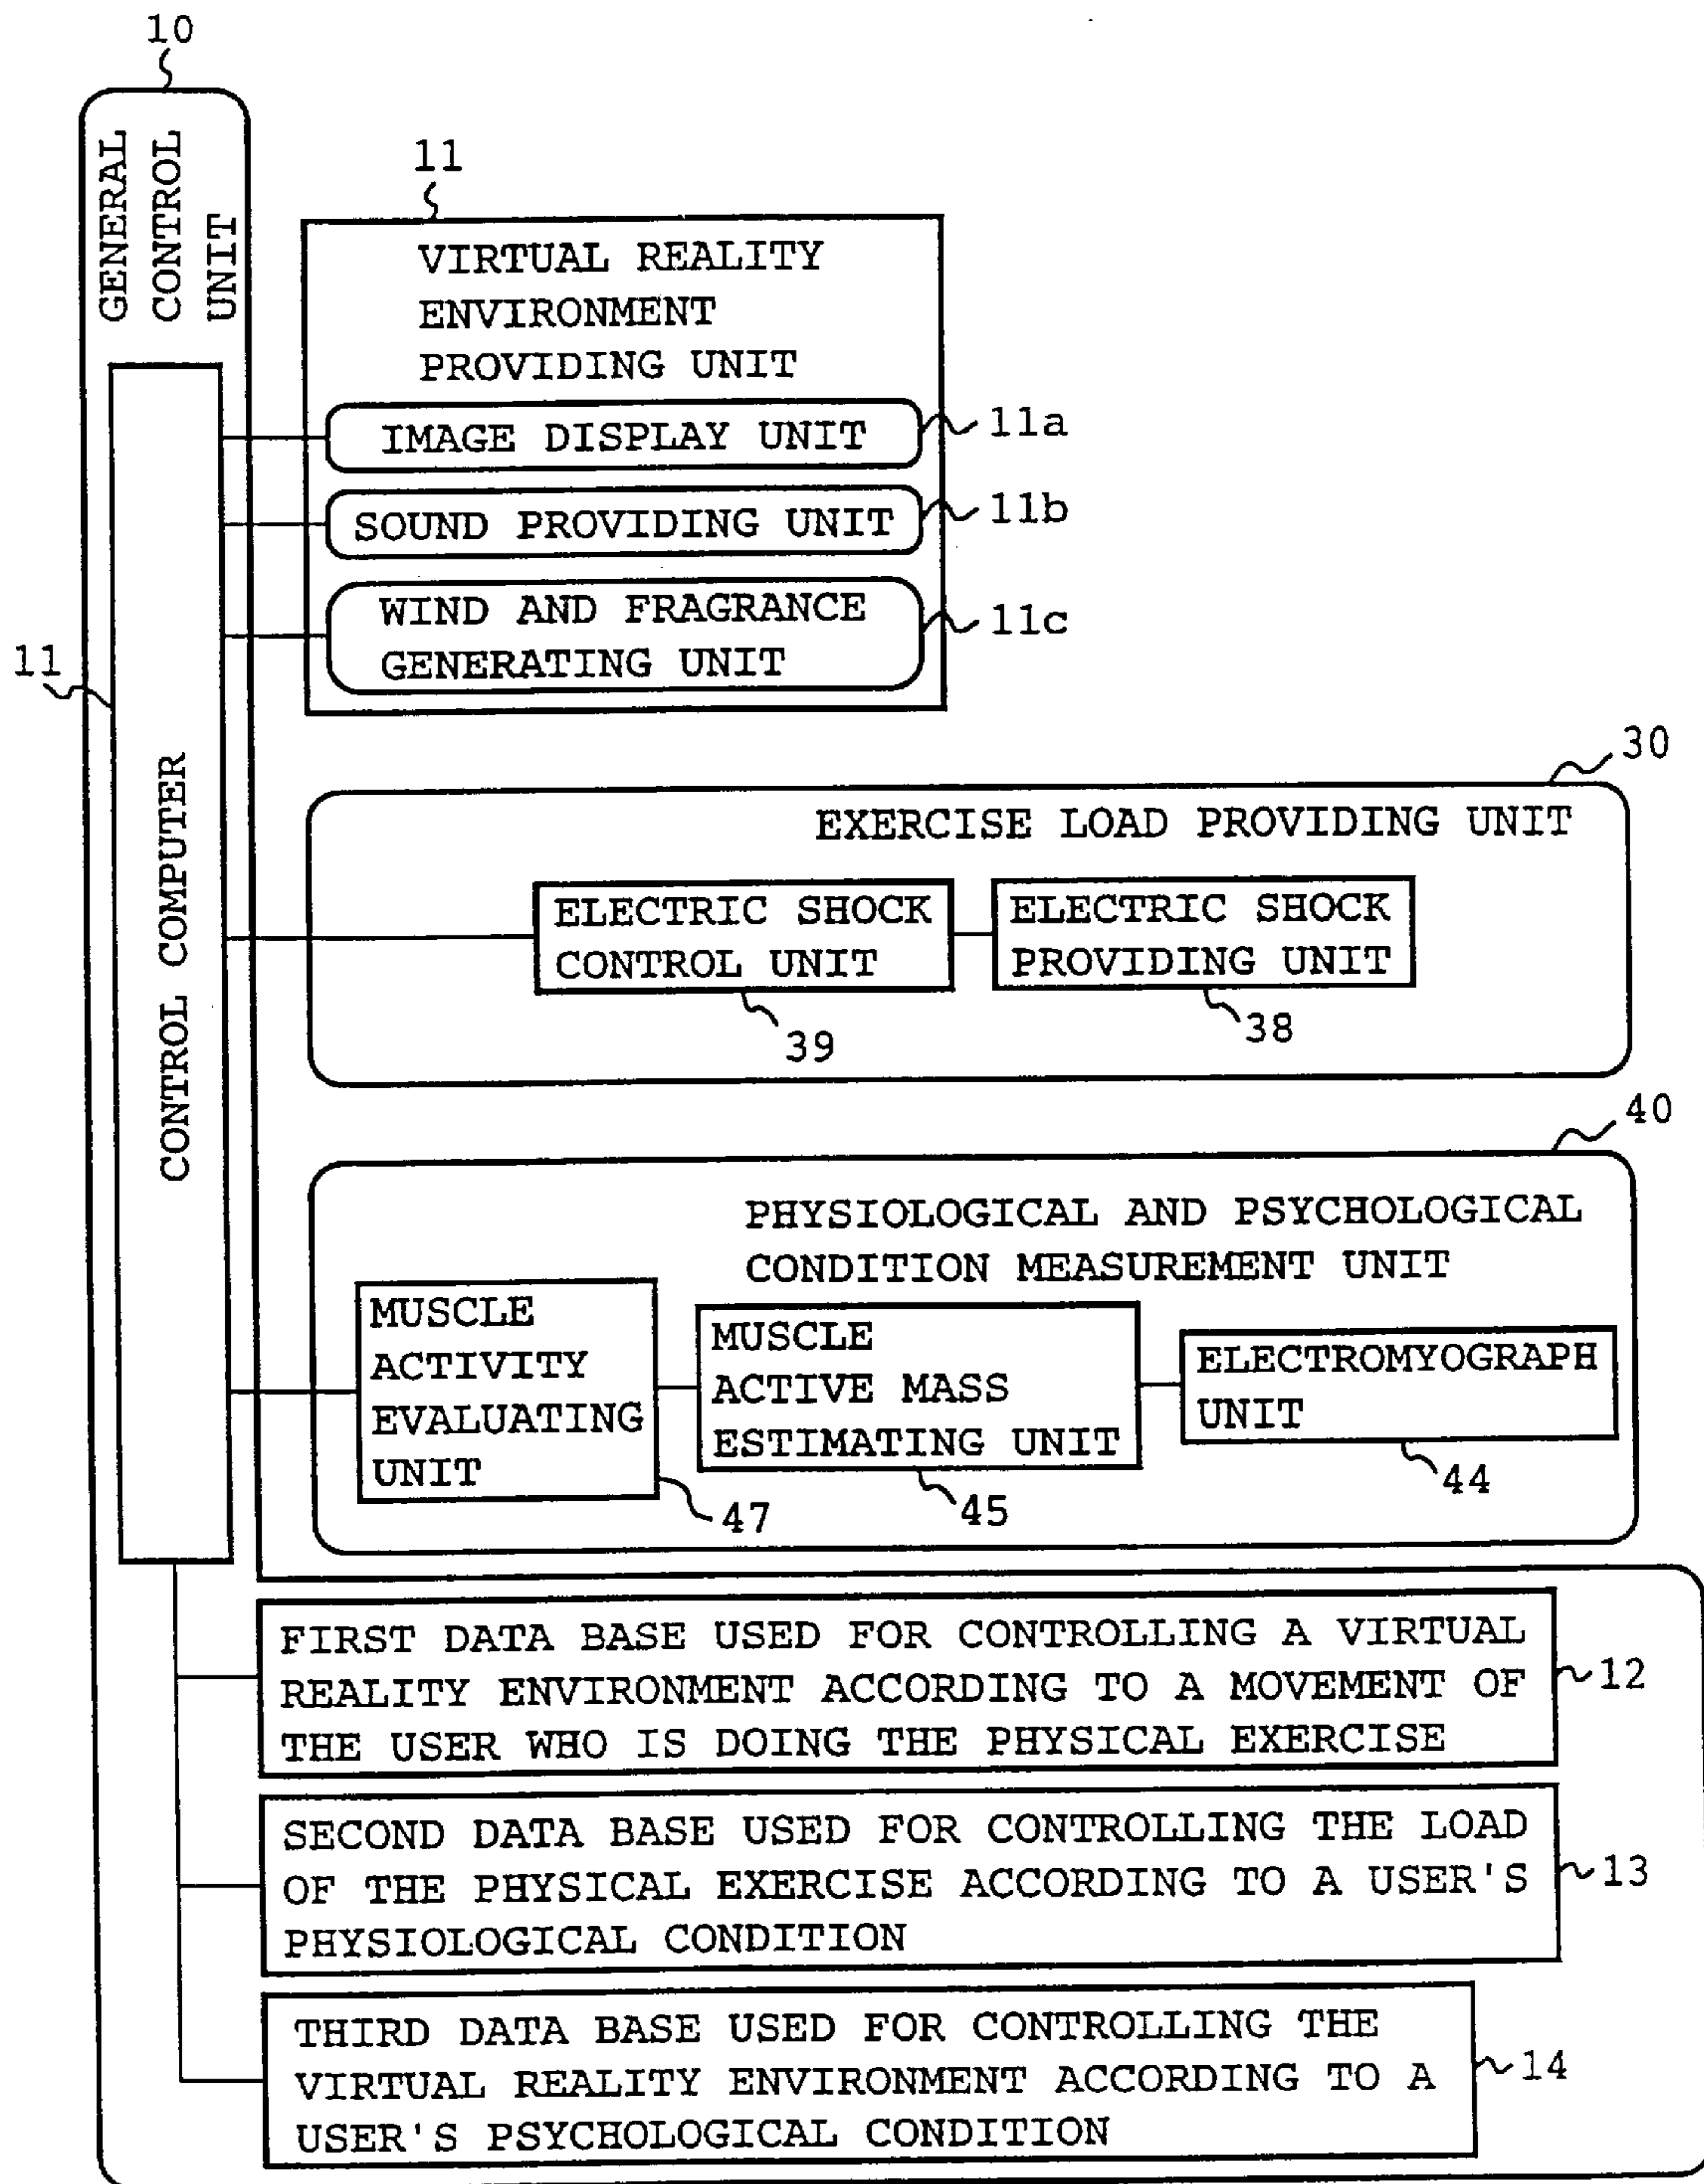 10
GENERAL
CONTROL
UNIT
11
VIRTUAL REALITY
ENVIRONMENT
PROVIDING UNIT
IMAGE DISPLAY UNIT
11a
SOUND PROVIDING UNIT
11b
WIND AND FRAGRANCE
GENERATING UNIT
11c
11
CONTROL COMPUTER
30
EXERCISE LOAD PROVIDING UNIT
ELECTRIC SHOCK
CONTROL UNIT
39
ELECTRIC SHOCK
PROVIDING UNIT
38
40
PHYSIOLOGICAL AND PSYCHOLOGICAL
CONDITION MEASUREMENT UNIT
MUSCLE
ACTIVITY
EVALUATING
UNIT
47
MUSCLE
ACTIVE MASS
ESTIMATING UNIT
45
ELECTROMYOGRAPH
UNIT
44
FIRST DATA BASE USED FOR CONTROLLING A VIRTUAL
REALITY ENVIRONMENT ACCORDING TO A MOVEMENT OF
THE USER WHO IS DOING THE PHYSICAL EXERCISE
12
SECOND DATA BASE USED FOR CONTROLLING THE LOAD
OF THE PHYSICAL EXERCISE ACCORDING TO A USER'S
PHYSIOLOGICAL CONDITION
13
THIRD DATA BASE USED FOR CONTROLLING THE
VIRTUAL REALITY ENVIRONMENT ACCORDING TO A
USER'S PSYCHOLOGICAL CONDITION
14